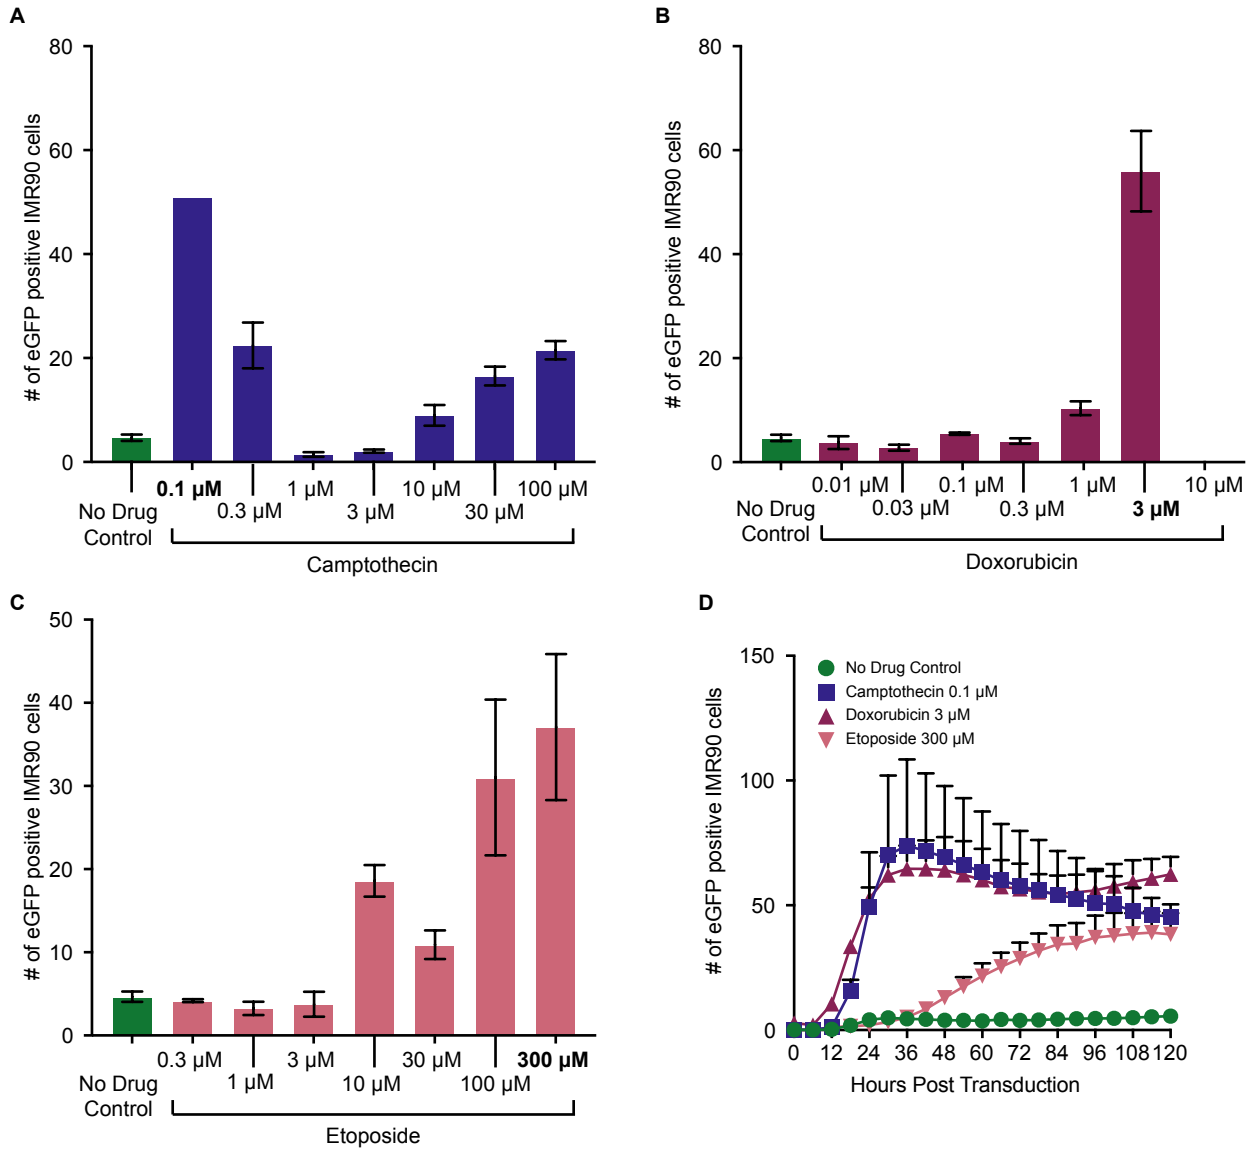 A
# of eGFP positive IMR90 cells
80
60
40
20
0
0.1 µM
1 µM
10 µM
100 µM
No Drug
Control
0.3 µM
3 µM
30 µM
Camptothecin
B
# of eGFP positive IMR90 cells
80
60
40
20
0
0.01 µM
0.1 µM
1 µM
10 µM
No Drug
Control
0.03 µM
0.3 µM
3 µM
Doxorubicin
C
# of eGFP positive IMR90 cells
50
40
30
20
10
0
0.3 µM
3 µM
30 µM
300 µM
No Drug
Control
1 µM
10 µM
100 µM
Etoposide
D
# of eGFP positive IMR90 cells
150
100
50
0
No Drug Control
Camptothecin 0.1 µM
Doxorubicin 3 µM
Etoposide 300 µM
0 12 24 36 48 60 72 84 96 108 120
Hours Post Transduction